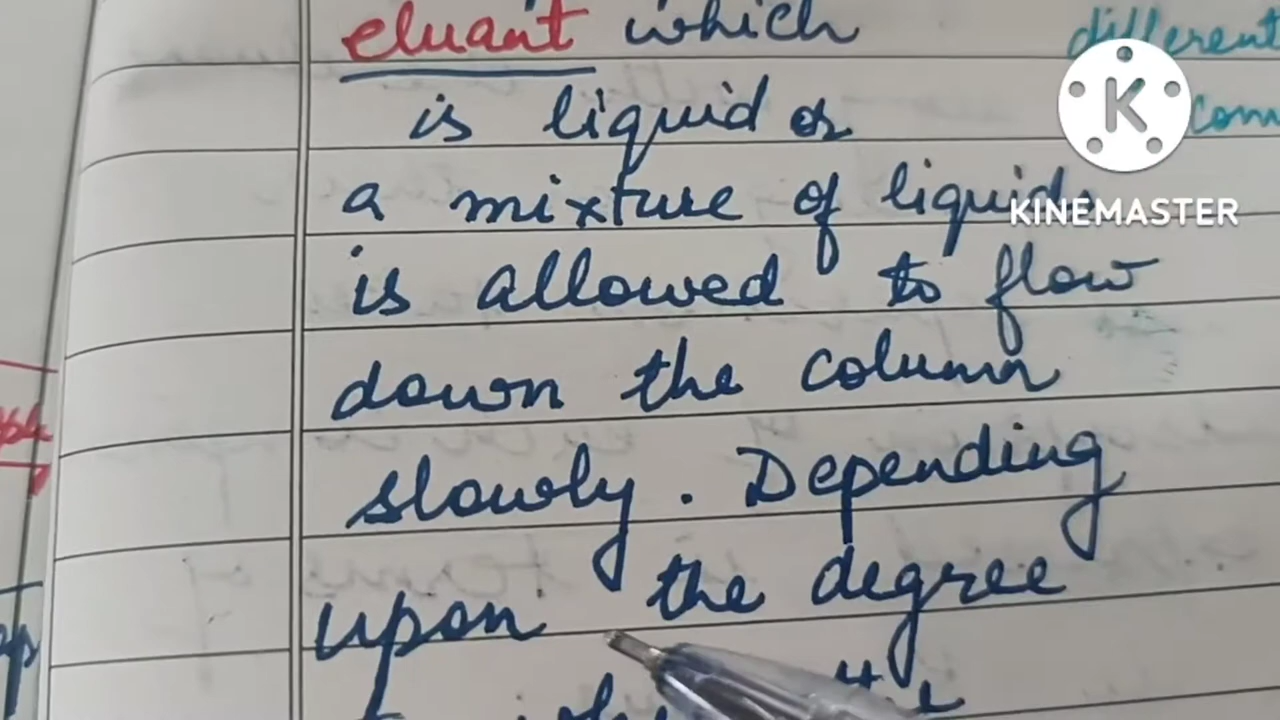 eluant which
is liquid or
a mixture of liquids
is allowed to flow
down the column
slowly. Depending
upon the degree
different
K
KINEMASTER